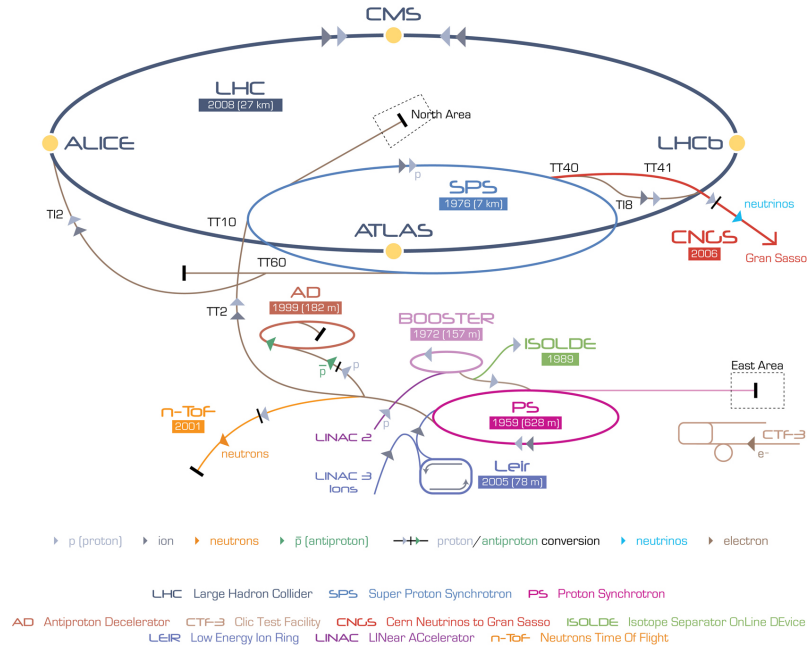 CMS
LHC
2008 (27 km)
North Area
ALICE
LHCb
TT40
TT41
p
SPS
1976 (7 km)
TI8
neutrinos
TI2
TT10
ATLAS
CNGS
2006
Gran Sasso
TT60
AD
1999 (182 m)
TT2
BOOSTER
1972 (157 m)
ISOLDE
1989
p̅
p
East Area
n-ToF
2001
PS
1959 (628 m)
LINAC 2
p
neutrons
CTF-3
e-
LINAC 3
Ions
Leir
2005 (78 m)
p (proton)
ion
neutrons
p̅ (antiproton)
proton/antiproton conversion
neutrinos
electron
LHC Large Hadron Collider SPS Super Proton Synchrotron PS Proton Synchrotron
AD Antiproton Decelerator CTF-3 Clic Test Facility CNGS Cern Neutrinos to Gran Sasso ISOLDE Isotope Separator OnLine DEvice
LEIR Low Energy Ion Ring LINAC LINear ACcelerator n-ToF Neutrons Time Of Flight